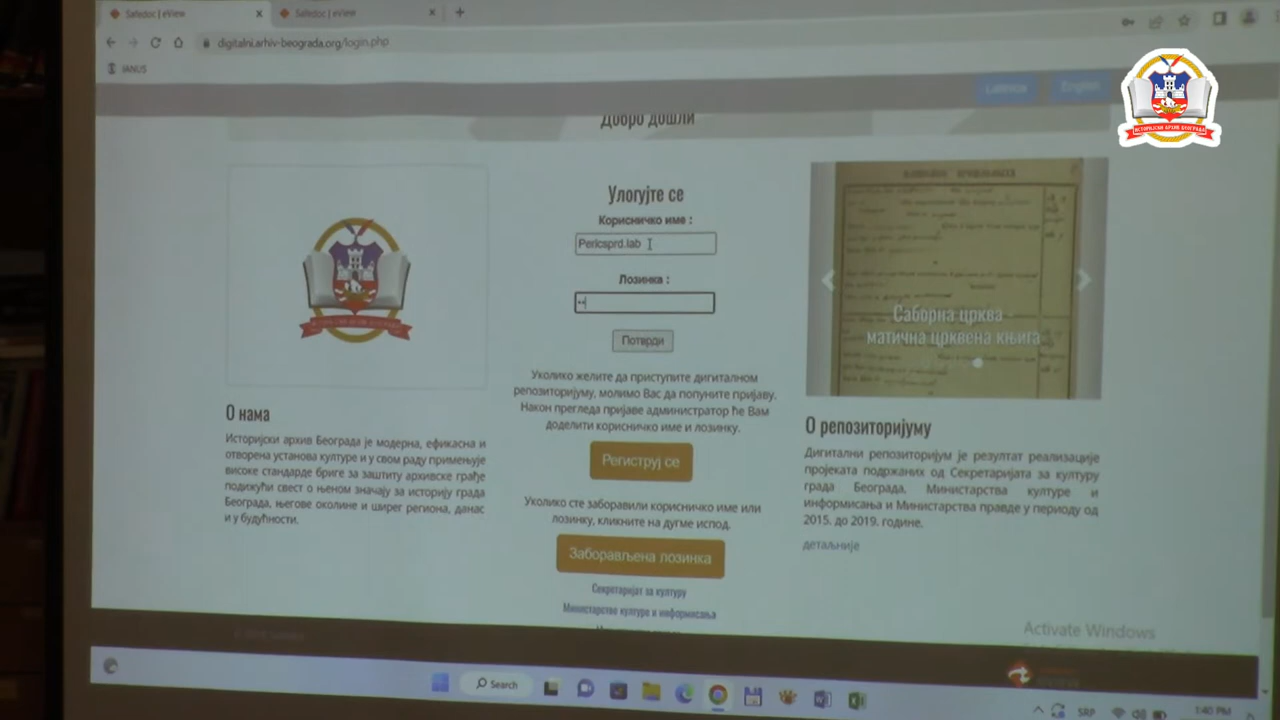 Safedoc | eView
Safedoc | eView
digitalni.arhiv-beograda.org/login.php
IANUS
Latinica
English
ИСТОРИЈСКИ АРХИВ БЕОГРАДА
Добро дошли
О нама
Историјски архив Београда је модерна, ефикасна и
отворена установа културе и у свом раду примењује
високе стандарде бриге за заштиту архивске грађе
подижући свест о њеном значају за историју града
Београда, његове околине и ширег региона, данас
и у будућности.
Улогујте се
Корисничко име :
Лозинка :
Потврди
Уколико желите да приступите дигиталном
репозиторијуму, молимо Вас да попуните пријаву.
Након прегледа пријаве администратор ће Вам
доделити корисничко име и лозинку.
Региструј се
Уколико сте заборавили корисничко име или
лозинку, кликните на дугме испод.
Заборављена лозинка
Секретаријат за културу
Министарство културе и информисања
Саборна црква -
матична црквена књига
О репозиторијуму
Дигитални репозиторијум је резултат реализације
пројеката подржаних од Секретаријата за културу
града Београда, Министарства културе и
информисања и Министарства правде у периоду од
2015. до 2019. године.
детаљније
Activate Windows
Search
SRP
1:40 PM